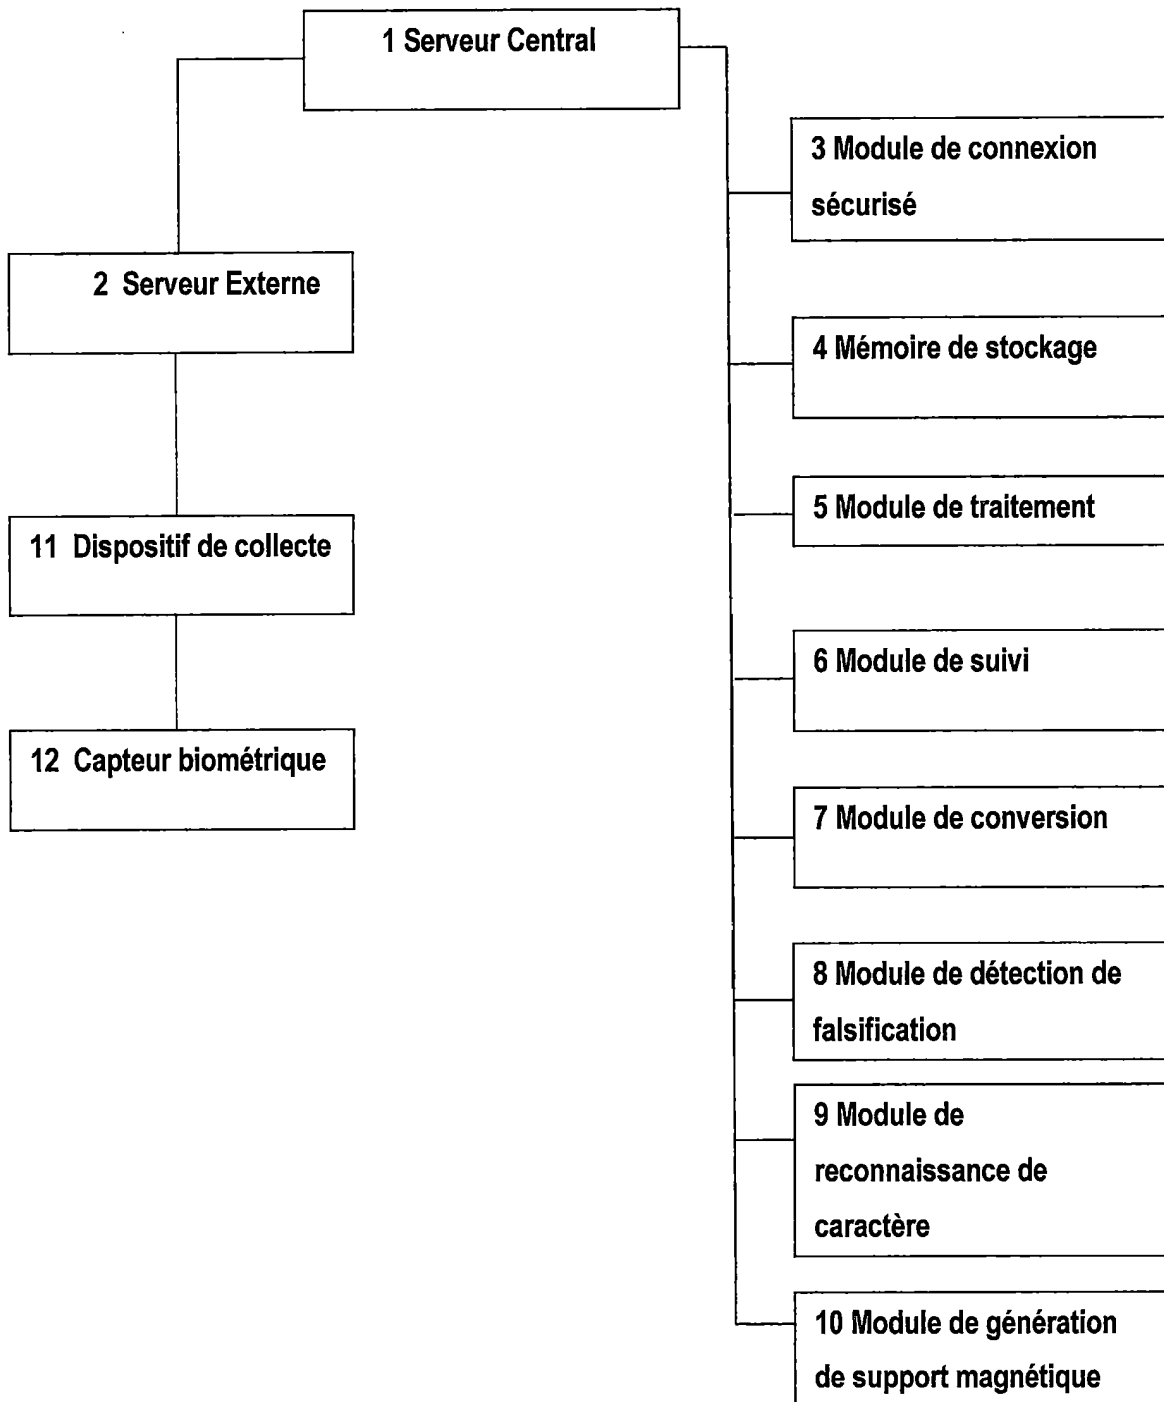 1 Serveur Central
3 Module de connexion
sécurisé
2 Serveur Externe
4 Mémoire de stockage
5 Module de traitement
11 Dispositif de collecte
6 Module de suivi
12 Capteur biométrique
7 Module de conversion
8 Module de détection de
falsification
9 Module de
reconnaissance de
caractère
10 Module de génération
de support magnétique